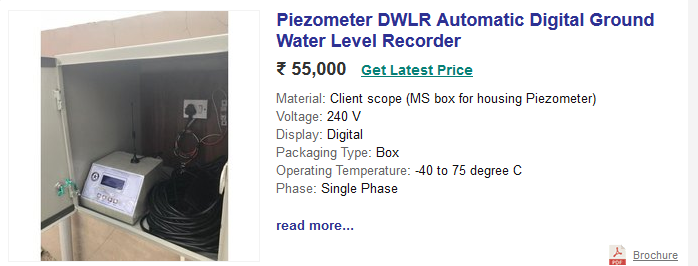 Piezometer DWLR Automatic Digital Ground
Water Level Recorder
₹ 55,000 Get Latest Price
Material: Client scope (MS box for housing Piezometer)
Voltage: 240 V
Display: Digital
Packaging Type: Box
Operating Temperature: -40 to 75 degree C
Phase: Single Phase
read more...
PDF Brochure